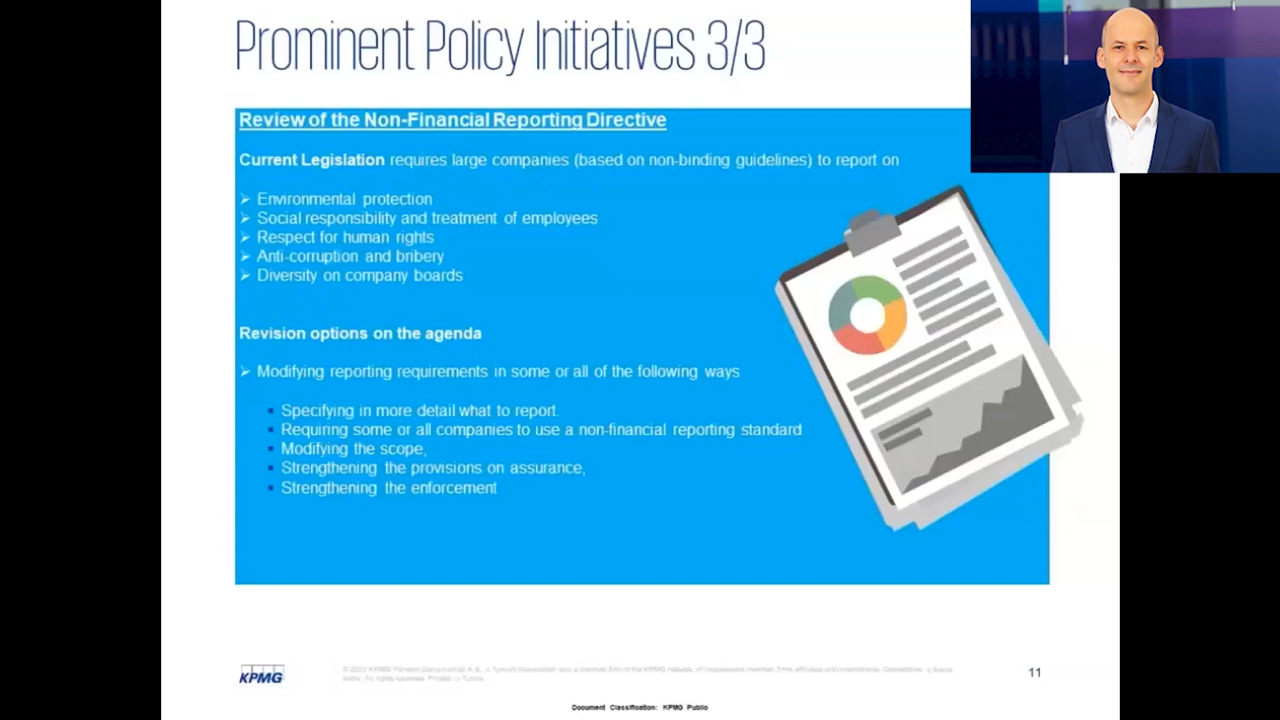 Prominent Policy Initiatives 3/3
Review of the Non-Financial Reporting Directive
Current Legislation requires large companies (based on non-binding guidelines) to report on
➢ Environmental protection
➢ Social responsibility and treatment of employees
➢ Respect for human rights
➢ Anti-corruption and bribery
➢ Diversity on company boards
Revision options on the agenda
➢ Modifying reporting requirements in some or all of the following ways
▪ Specifying in more detail what to report.
▪ Requiring some or all companies to use a non-financial reporting standard
▪ Modifying the scope,
▪ Strengthening the provisions on assurance,
▪ Strengthening the enforcement
KPMG
11
Document Classification: KPMG Public